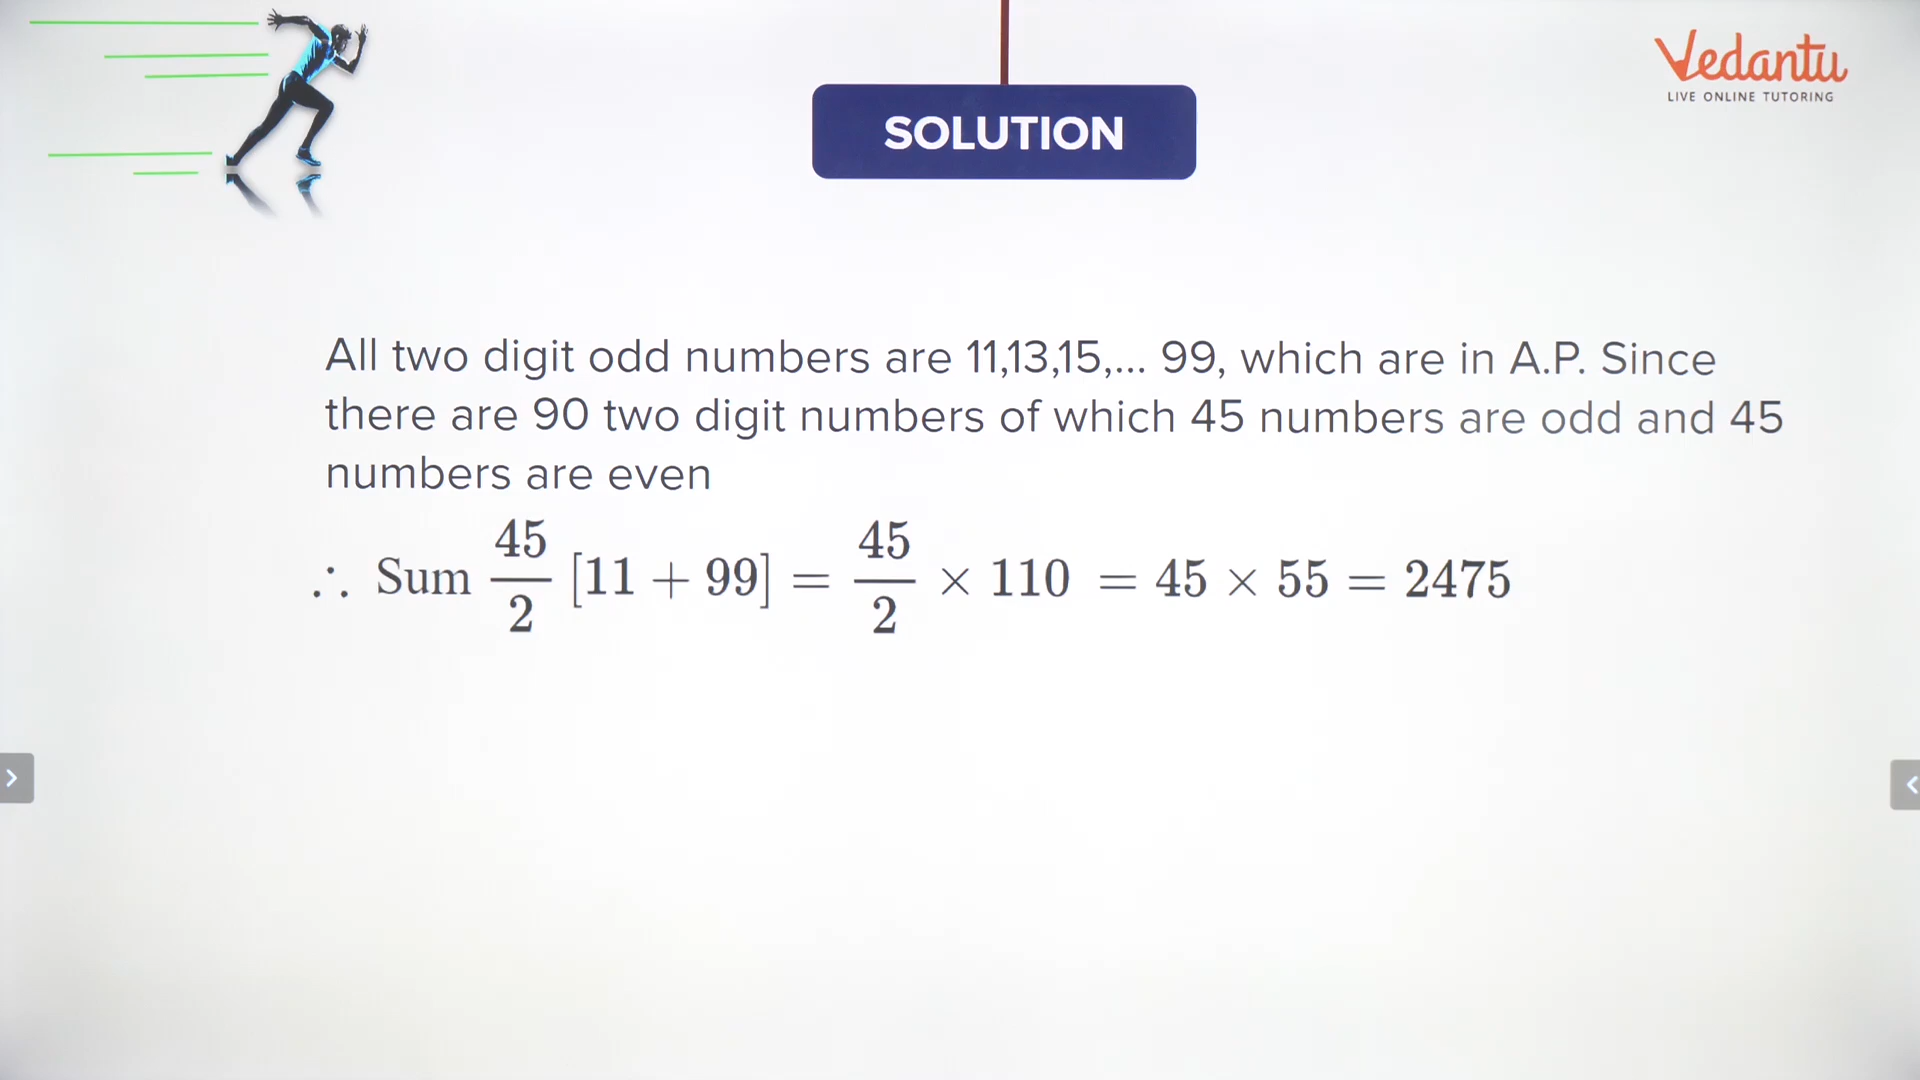 Vedantu
LIVE ONLINE TUTORING
SOLUTION
All two digit odd numbers are 11,13,15,... 99, which are in A.P. Since
there are 90 two digit numbers of which 45 numbers are odd and 45
numbers are even
∴ Sum 45/2 [11 + 99] = 45/2 × 110 = 45 × 55 = 2475